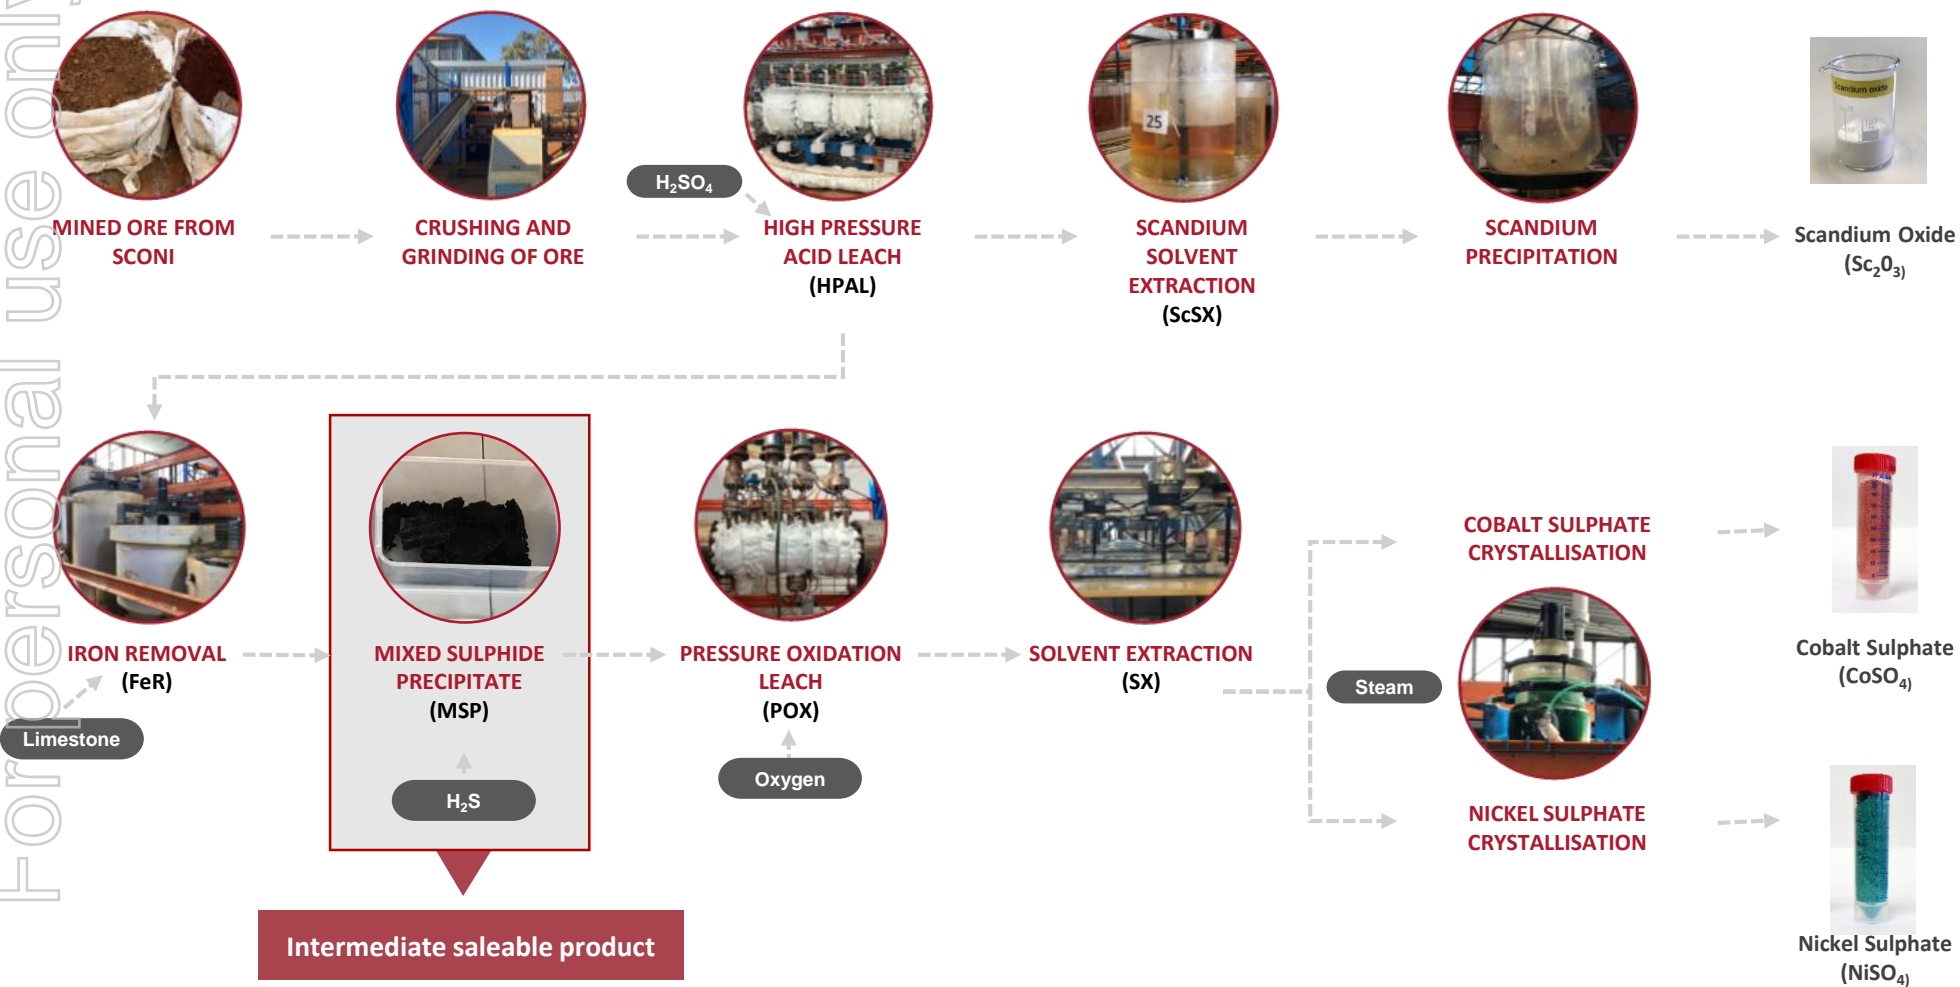 For personal use only
25
Scandium oxide
H₂SO₄
MINED ORE FROM
SCONI
CRUSHING AND
GRINDING OF ORE
HIGH PRESSURE
ACID LEACH
(HPAL)
SCANDIUM
SOLVENT
EXTRACTION
(ScSX)
SCANDIUM
PRECIPITATION
Scandium Oxide
(Sc₂0₃)
IRON REMOVAL
(FeR)
Limestone
MIXED SULPHIDE
PRECIPITATE
(MSP)
H₂S
PRESSURE OXIDATION
LEACH
(POX)
Oxygen
SOLVENT EXTRACTION
(SX)
Steam
COBALT SULPHATE
CRYSTALLISATION
Cobalt Sulphate
(CoSO₄)
NICKEL SULPHATE
CRYSTALLISATION
Nickel Sulphate
(NiSO₄)
Intermediate saleable product